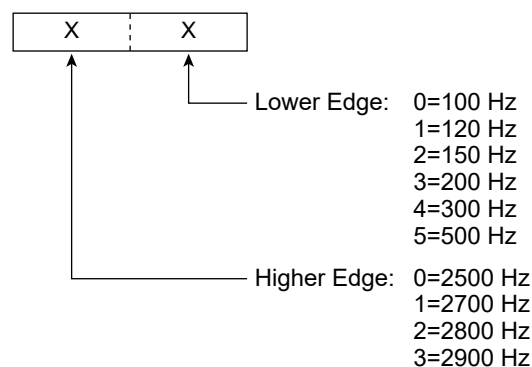 X X
Lower Edge: 0=100 Hz
1=120 Hz
2=150 Hz
3=200 Hz
4=300 Hz
5=500 Hz
Higher Edge: 0=2500 Hz
1=2700 Hz
2=2800 Hz
3=2900 Hz